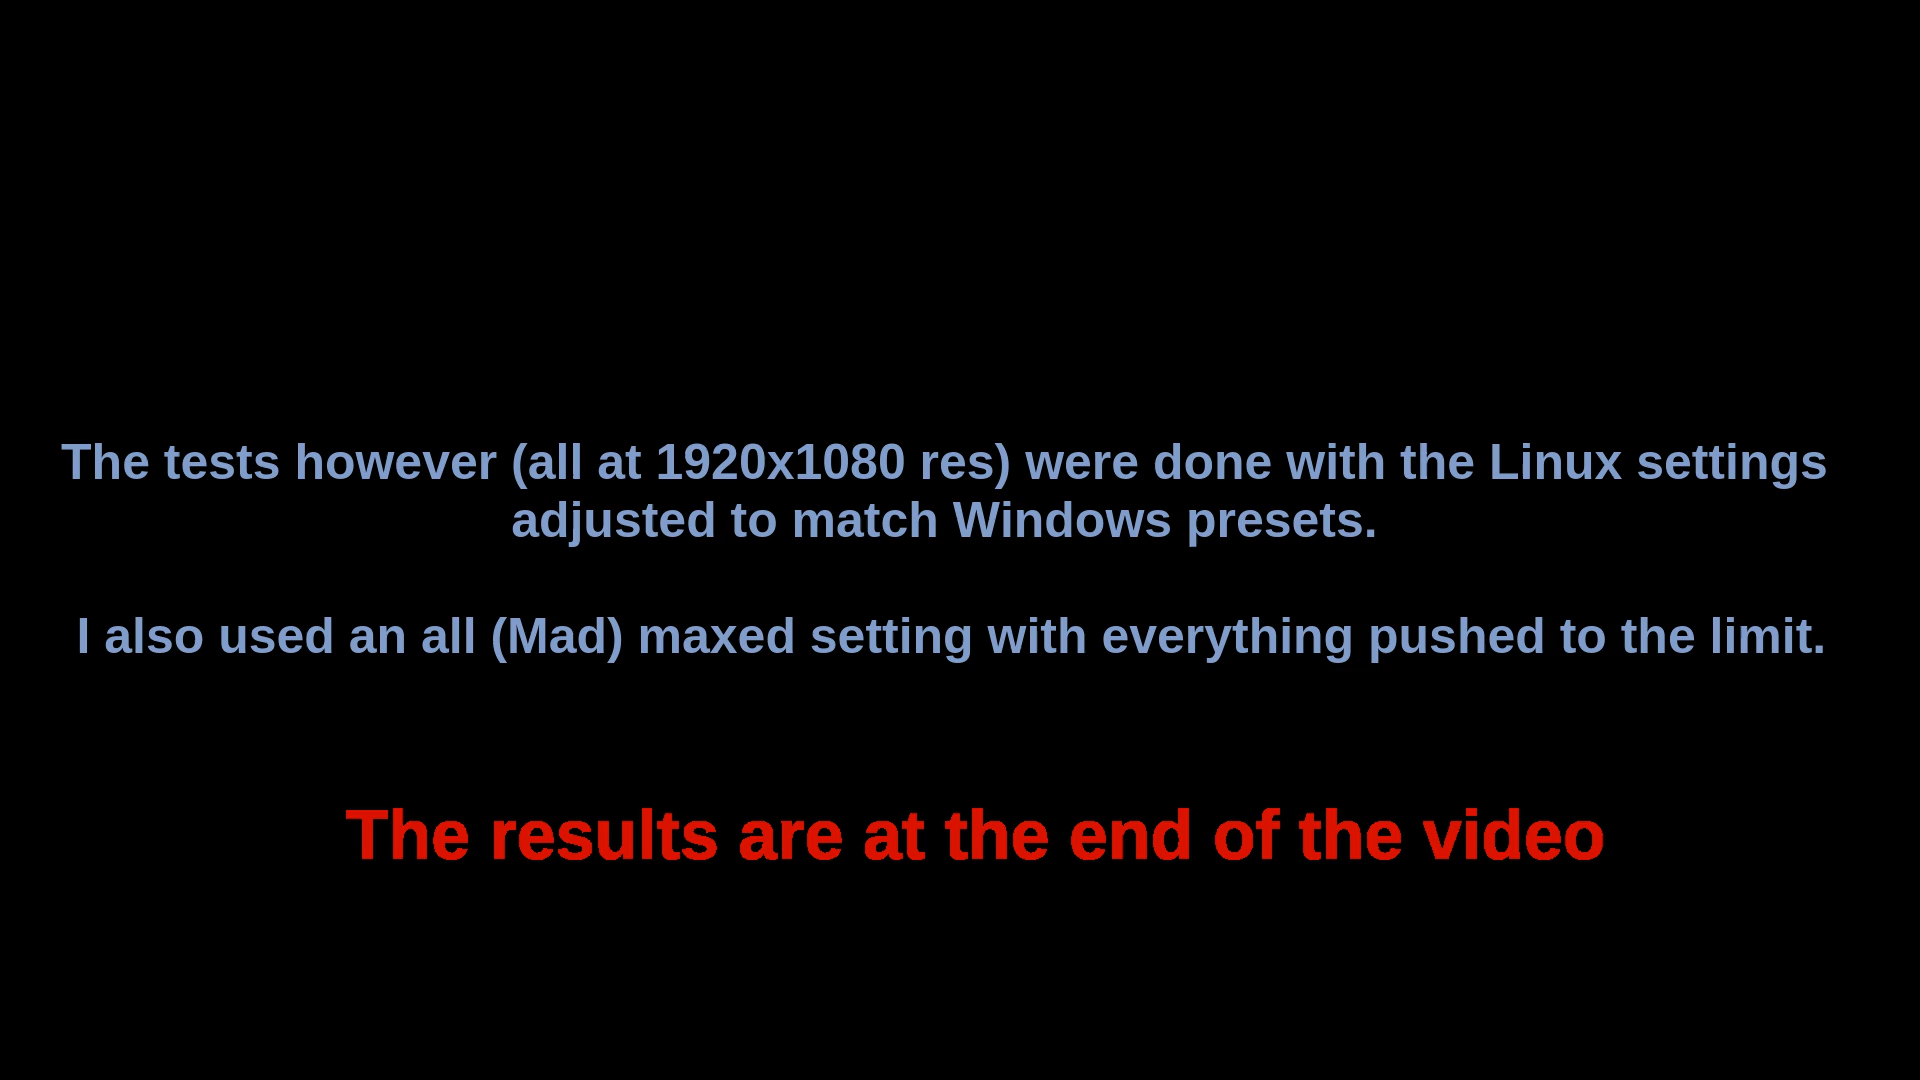 The tests however (all at 1920x1080 res) were done with the Linux settings
adjusted to match Windows presets.
I also used an all (Mad) maxed setting with everything pushed to the limit.
The results are at the end of the video